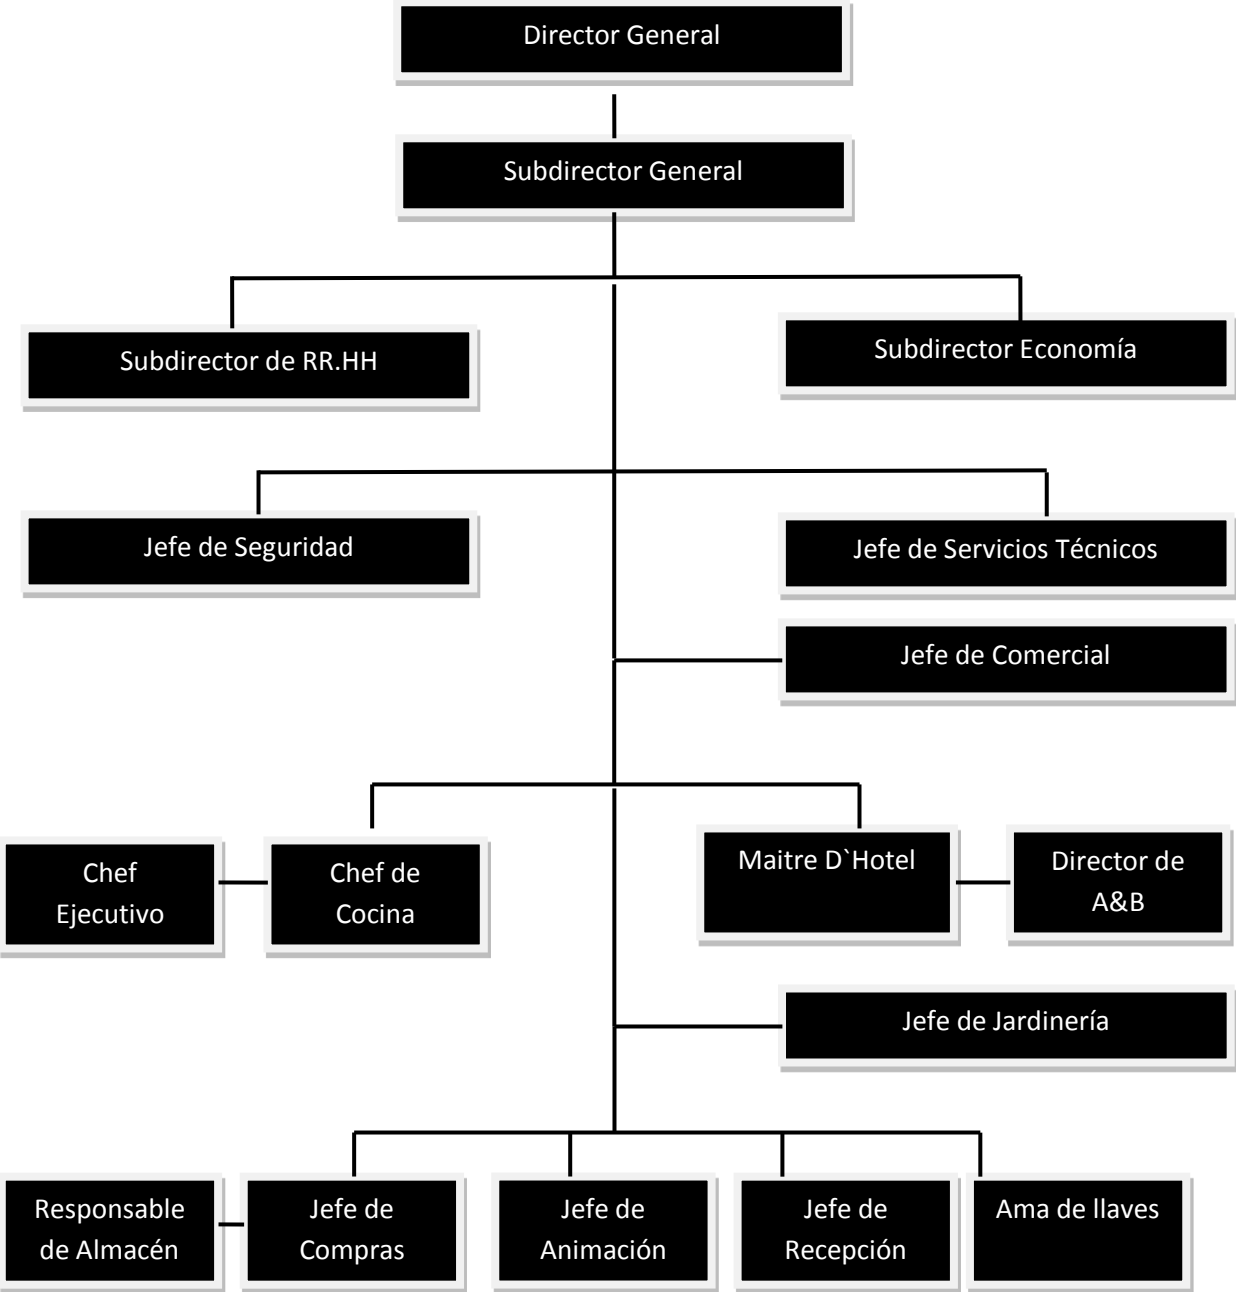 Director General
Subdirector General
Subdirector de RR.HH
Subdirector Economía
Jefe de Seguridad
Jefe de Servicios Técnicos
Jefe de Comercial
Chef
Ejecutivo
Chef de
Cocina
Maitre D`Hotel
Director de
A&B
Jefe de Jardinería
Responsable
de Almacén
Jefe de
Compras
Jefe de
Animación
Jefe de
Recepción
Ama de llaves